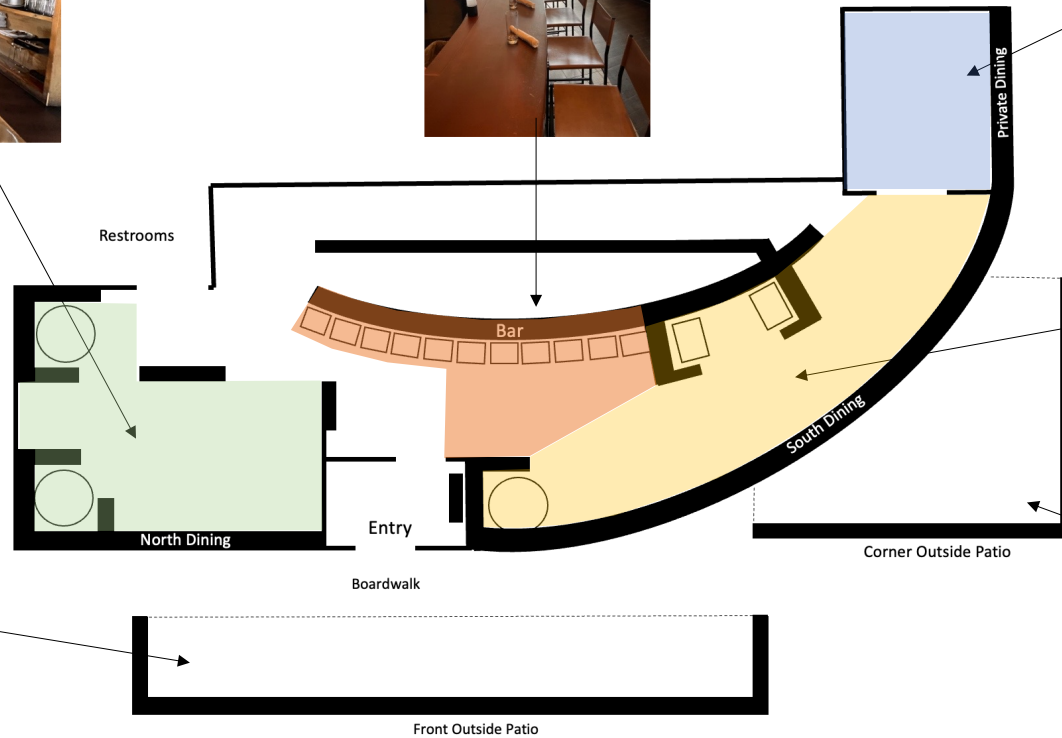 Private Dining
Restrooms
Bar
South Dining
Entry
North Dining
Corner Outside Patio
Boardwalk
Front Outside Patio